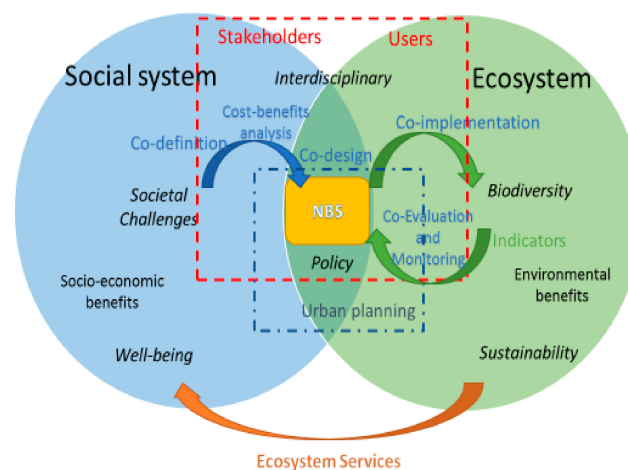 Stakeholders
Users
Social system
Interdisciplinary
Ecosystem
Cost-benefits
analysis
Co-definition
Co-implementation
Co-design
Societal
Challenges
NBS
Biodiversity
Co-Evaluation
and
Monitoring
Indicators
Policy
Socio-economic
benefits
Environmental
benefits
Urban planning
Well-being
Sustainability
Ecosystem Services